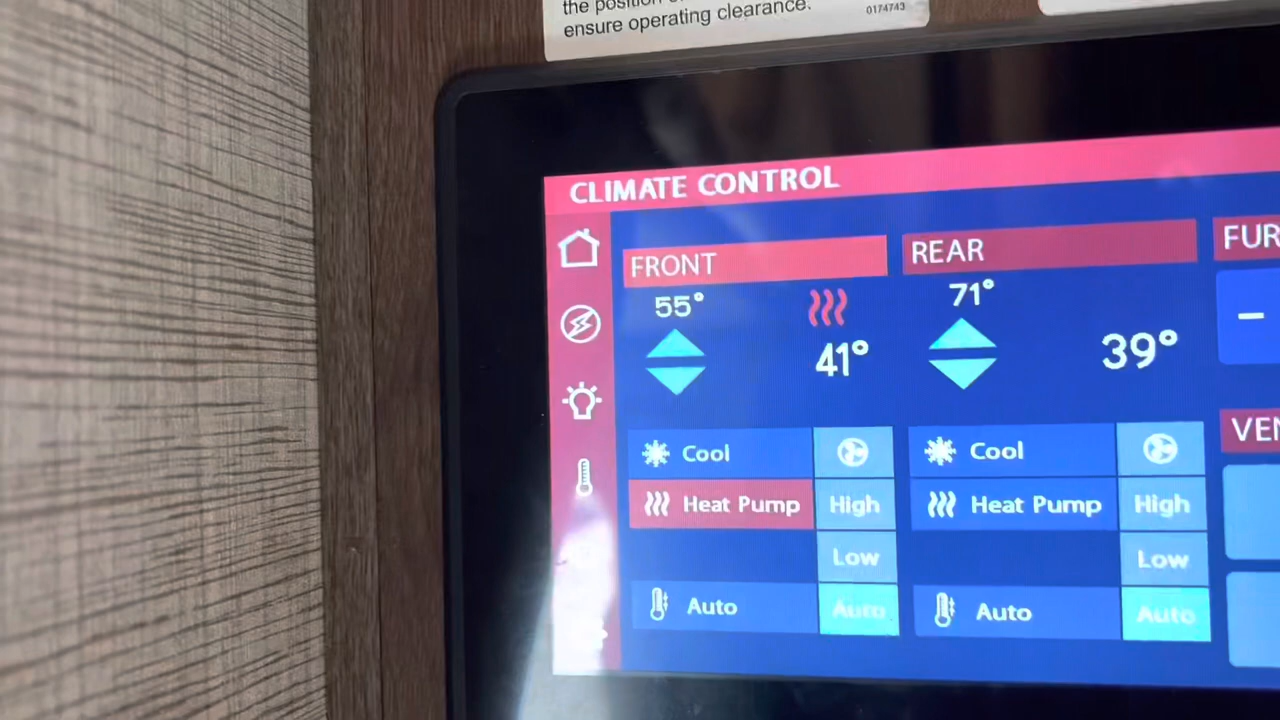 the position
ensure operating clearance.
0174743
CLIMATE CONTROL
FRONT
REAR
FUR
55°
71°
41°
39°
VEN
Cool
Cool
Heat Pump
High
Heat Pump
High
Low
Low
Auto
Auto
Auto
Auto